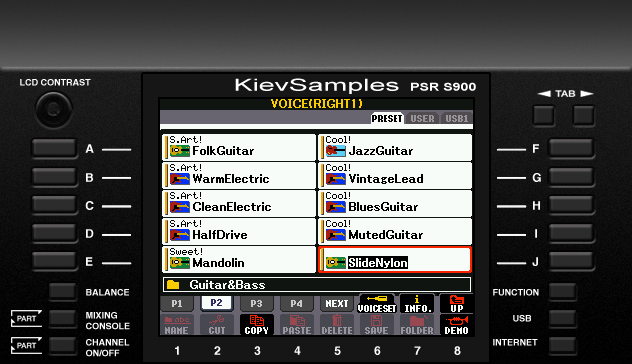 KievSamples PSR S900
LCD CONTRAST
VOICE(RIGHT1)
◄ TAB ►
PRESET USER USB1
A
S.Art!
FolkGuitar
Cool!
JazzGuitar
F
B
S.Art!
WarmElectric
Cool!
VintageLead
G
C
S.Art!
CleanElectric
Cool!
BluesGuitar
H
D
S.Art!
HalfDrive
Cool!
MutedGuitar
I
E
Sweet!
Mandolin
SlideNylon
J
BALANCE
Guitar&Bass
FUNCTION
P1 P2 P3 P4 NEXT VOICESET INFO. UP
PART
MIXING
CONSOLE
NAME CUT COPY PASTE DELETE SAVE FOLDER DEMO
USB
PART
CHANNEL
ON/OFF
1 2 3 4 5 6 7 8
INTERNET